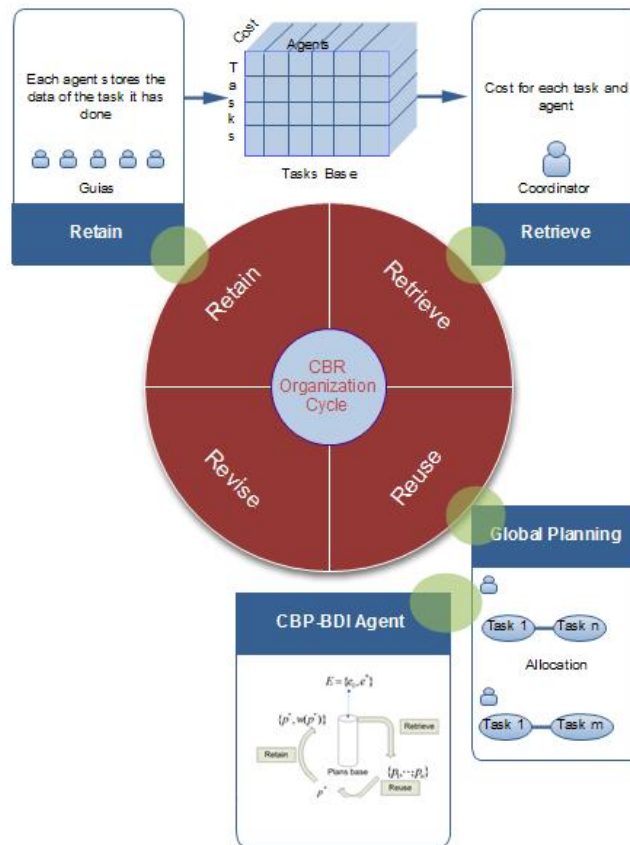 Each agent stores the
data of the task it has
done
Guias
Retain
Cost
Agents
Tasks
Tasks Base
Cost for each task and
agent
Coordinator
Retrieve
Retain
Retrieve
CBR
Organization
Cycle
Revise
Reuse
Global Planning
Task 1
Task n
Allocation
Task 1
Task m
CBP-BDI Agent
E = {e₀, e*}
{p*, w(p*)}
Retrieve
Retain
Plans base
Reuse
p*